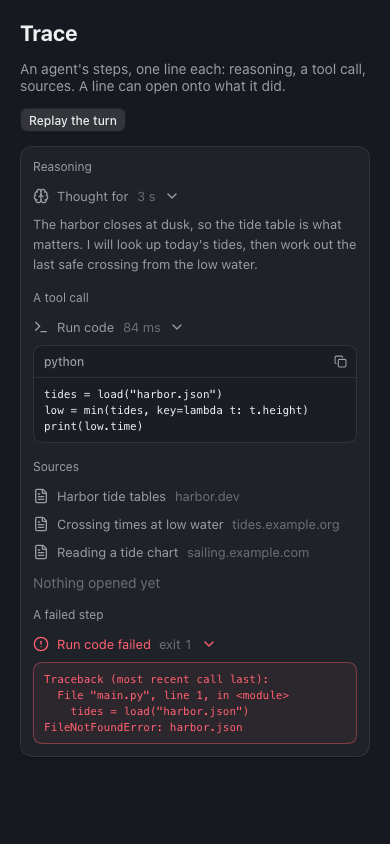 Trace
An agent's steps, one line each: reasoning, a tool call,
sources. A line can open onto what it did.
Replay the turn
Reasoning
Thought for 3 s
The harbor closes at dusk, so the tide table is what
matters. I will look up today's tides, then work out the
last safe crossing from the low water.
A tool call
Run code 84 ms
python
tides = load("harbor.json")
low = min(tides, key=lambda t: t.height)
print(low.time)
Sources
Harbor tide tables harbor.dev
Crossing times at low water tides.example.org
Reading a tide chart sailing.example.com
Nothing opened yet
A failed step
Run code failed exit 1
Traceback (most recent call last):
  File "main.py", line 1, in <module>
    tides = load("harbor.json")
FileNotFoundError: harbor.json